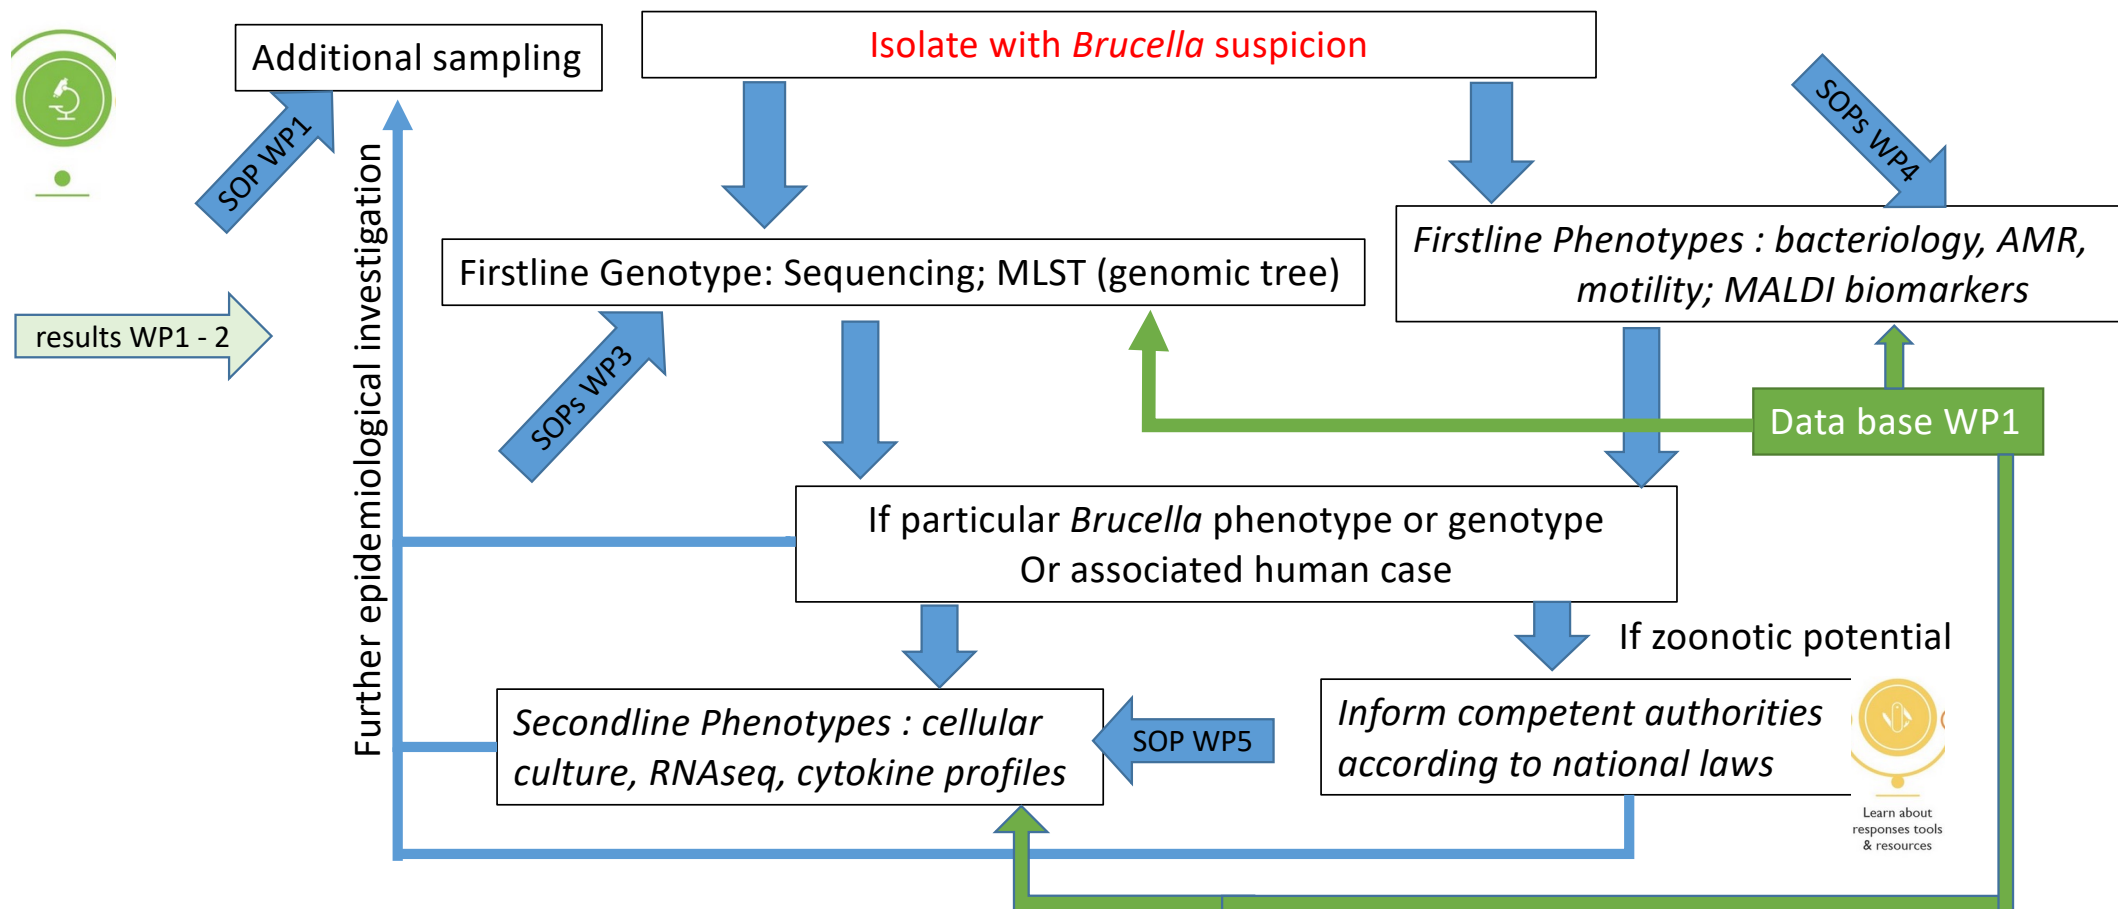 Additional sampling
Isolate with Brucella suspicion
SOP WP1
SOPs WP4
Further epidemiological investigation
Firstline Genotype: Sequencing; MLST (genomic tree)
Firstline Phenotypes : bacteriology, AMR,
motility; MALDI biomarkers
results WP1 - 2
SOPs WP3
Data base WP1
If particular Brucella phenotype or genotype
Or associated human case
If zoonotic potential
Secondline Phenotypes : cellular
culture, RNAseq, cytokine profiles
SOP WP5
Inform competent authorities
according to national laws
Learn about
responses tools
& resources